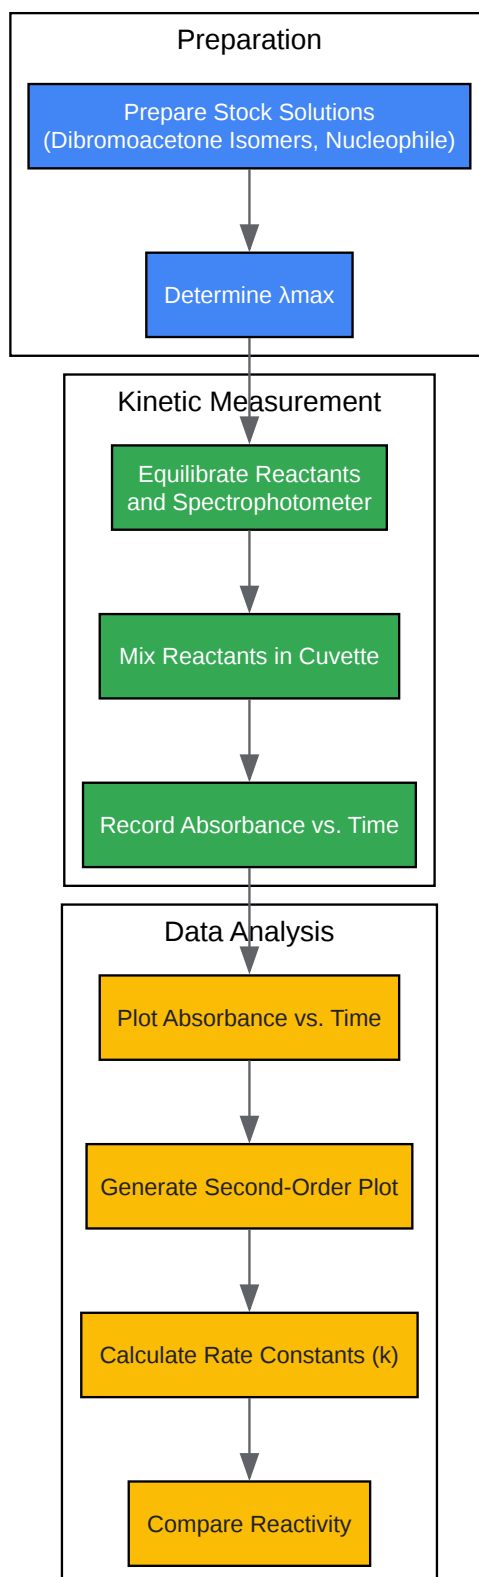 Preparation
Prepare Stock Solutions
(Dibromoacetone Isomers, Nucleophile)
Determine λmax
Kinetic Measurement
Equilibrate Reactants
and Spectrophotometer
Mix Reactants in Cuvette
Record Absorbance vs. Time
Data Analysis
Plot Absorbance vs. Time
Generate Second-Order Plot
Calculate Rate Constants (k)
Compare Reactivity